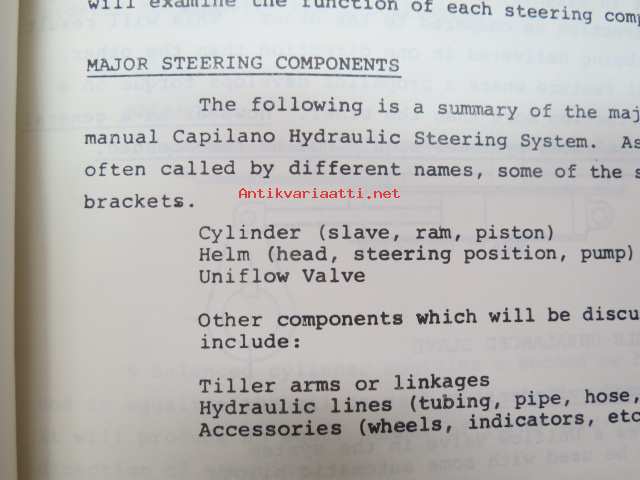 will examine the function of each steering comp
MAJOR STEERING COMPONENTS
The following is a summary of the maj
manual Capilano Hydraulic Steering System. As
often called by different names, some of the s
Antikvariaatti.net
brackets.
Cylinder (slave, ram, piston)
Helm (head, steering position, pump)
Uniflow Valve
Other components which will be discu
include:
Tiller arms or linkages
Hydraulic lines (tubing, pipe, hose,
Accessories (wheels, indicators, etc